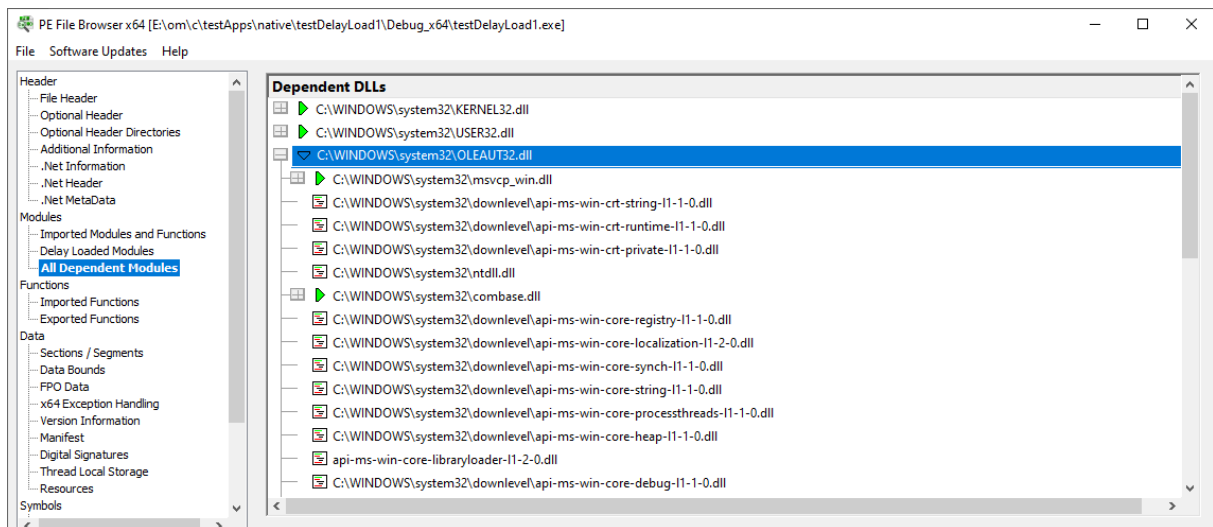 PE File Browser x64 [E:\om\c\testApps\native\testDelayLoad1\Debug_x64\testDelayLoad1.exe]
File Software Updates Help
Header
File Header
Optional Header
Optional Header Directories
Additional Information
.Net Information
.Net Header
.Net MetaData
Modules
Imported Modules and Functions
Delay Loaded Modules
All Dependent Modules
Functions
Imported Functions
Exported Functions
Data
Sections / Segments
Data Bounds
FPO Data
x64 Exception Handling
Version Information
Manifest
Digital Signatures
Thread Local Storage
Resources
Symbols
Dependent DLLs
C:\WINDOWS\system32\KERNEL32.dll
C:\WINDOWS\system32\USER32.dll
C:\WINDOWS\system32\OLEAUT32.dll
C:\WINDOWS\system32\msvcp_win.dll
C:\WINDOWS\system32\downlevel\api-ms-win-crt-string-l1-1-0.dll
C:\WINDOWS\system32\downlevel\api-ms-win-crt-runtime-l1-1-0.dll
C:\WINDOWS\system32\downlevel\api-ms-win-crt-private-l1-1-0.dll
C:\WINDOWS\system32\ntdll.dll
C:\WINDOWS\system32\combase.dll
C:\WINDOWS\system32\downlevel\api-ms-win-core-registry-l1-1-0.dll
C:\WINDOWS\system32\downlevel\api-ms-win-core-localization-l1-2-0.dll
C:\WINDOWS\system32\downlevel\api-ms-win-core-synch-l1-1-0.dll
C:\WINDOWS\system32\downlevel\api-ms-win-core-string-l1-1-0.dll
C:\WINDOWS\system32\downlevel\api-ms-win-core-processthreads-l1-1-0.dll
C:\WINDOWS\system32\downlevel\api-ms-win-core-heap-l1-1-0.dll
api-ms-win-core-libraryloader-l1-2-0.dll
C:\WINDOWS\system32\downlevel\api-ms-win-core-debug-l1-1-0.dll